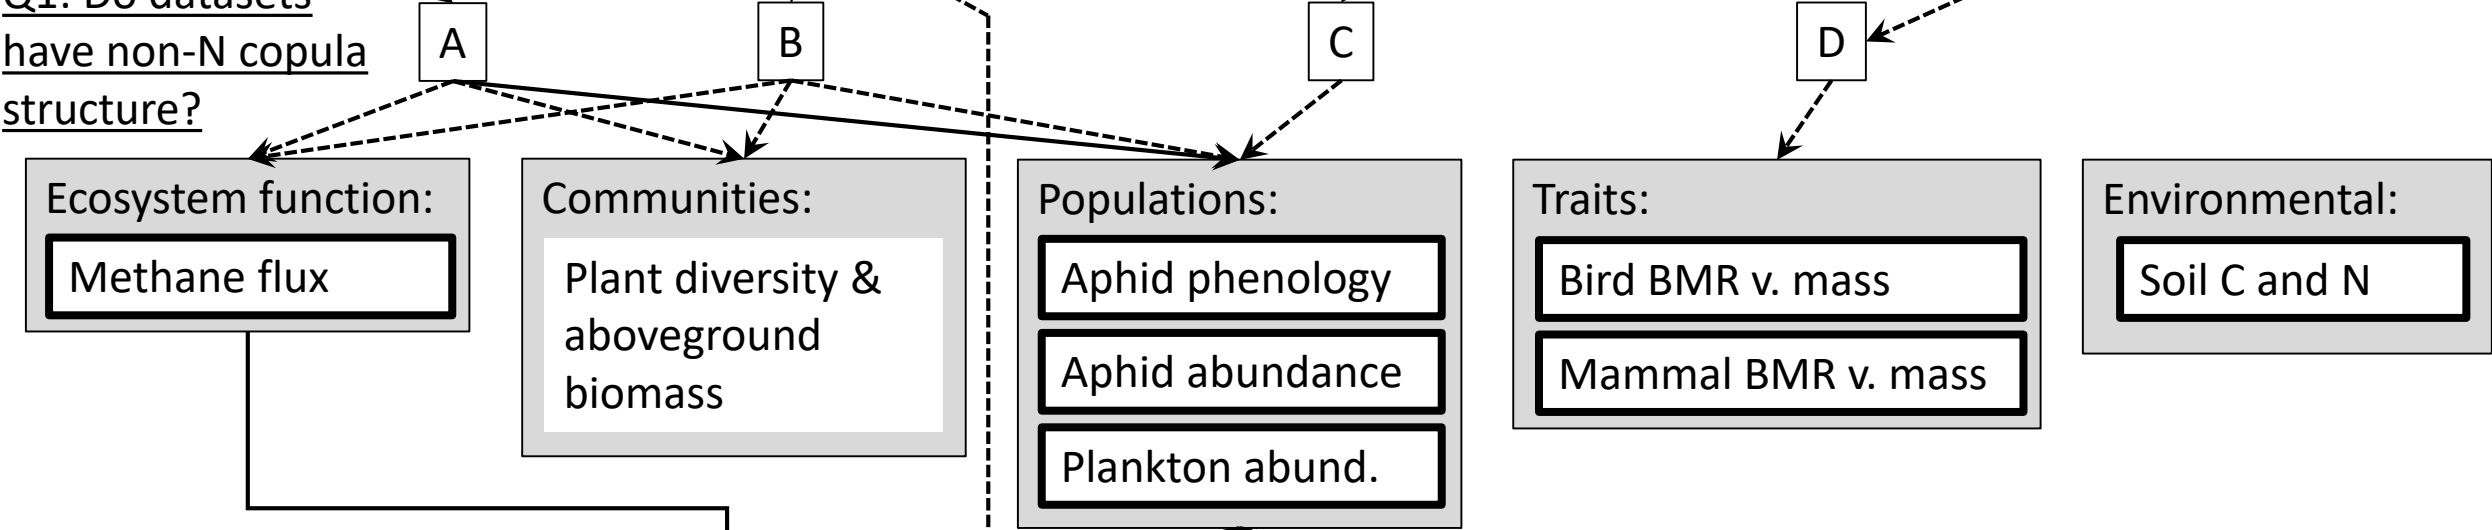 Q1: Do datasets
have non-N copula
structure?
A
B
C
D
Ecosystem function:
Methane flux
Communities:
Plant diversity &
aboveground
biomass
Populations:
Aphid phenology
Aphid abundance
Plankton abund.
Traits:
Bird BMR v. mass
Mammal BMR v. mass
Environmental:
Soil C and N